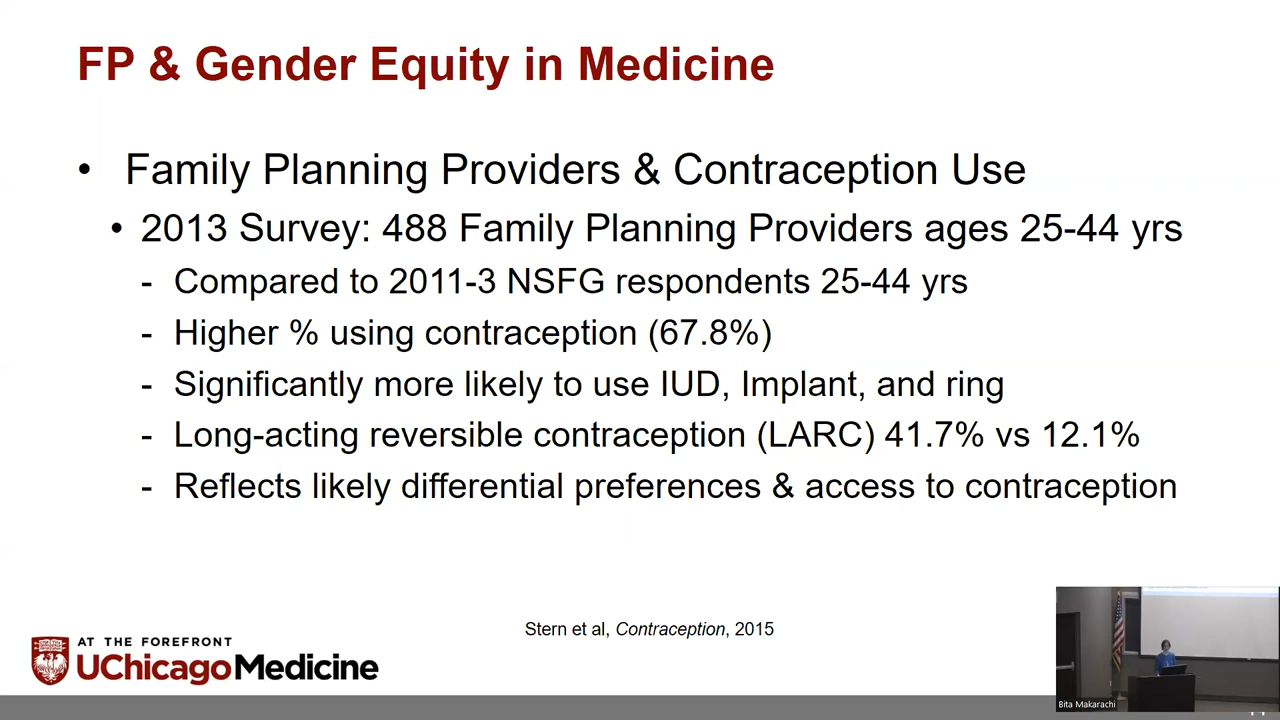 FP & Gender Equity in Medicine
• Family Planning Providers & Contraception Use
• 2013 Survey: 488 Family Planning Providers ages 25-44 yrs
- Compared to 2011-3 NSFG respondents 25-44 yrs
- Higher % using contraception (67.8%)
- Significantly more likely to use IUD, Implant, and ring
- Long-acting reversible contraception (LARC) 41.7% vs 12.1%
- Reflects likely differential preferences & access to contraception
Stern et al, Contraception, 2015
AT THE FOREFRONT
UChicago Medicine
Bita Makarachi